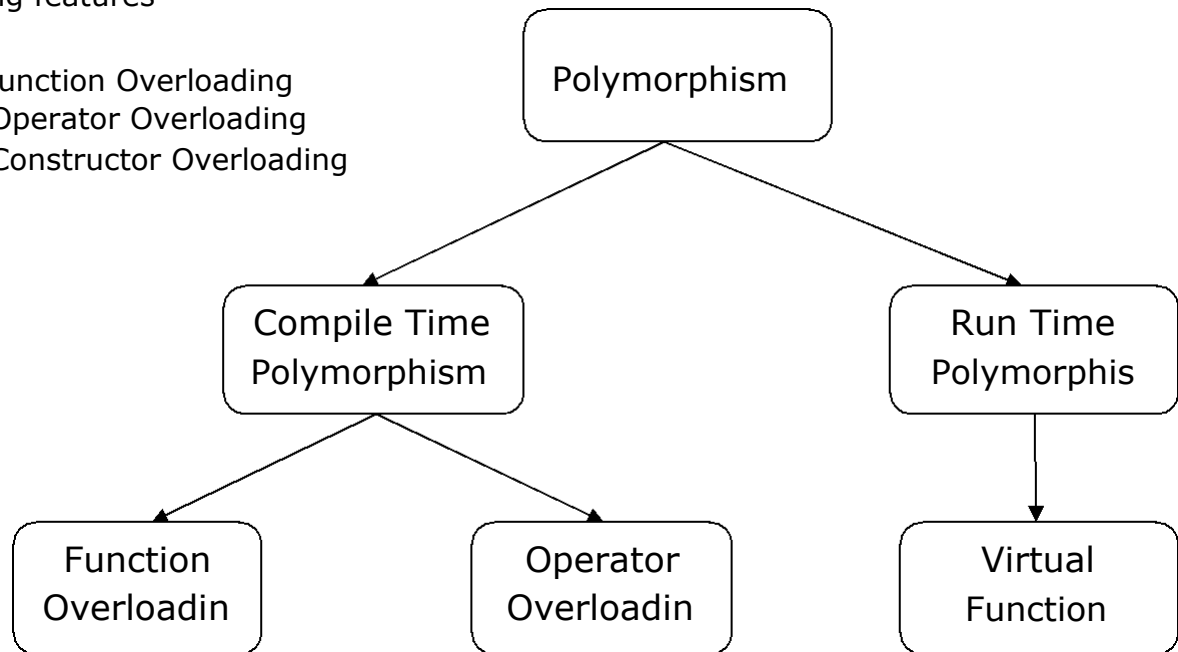 features
unction Overloading
Operator Overloading
Constructor Overloading
Polymorphism
Compile Time
Polymorphism
Run Time
Polymorphis
Function
Overloadin
Operator
Overloadin
Virtual
Function